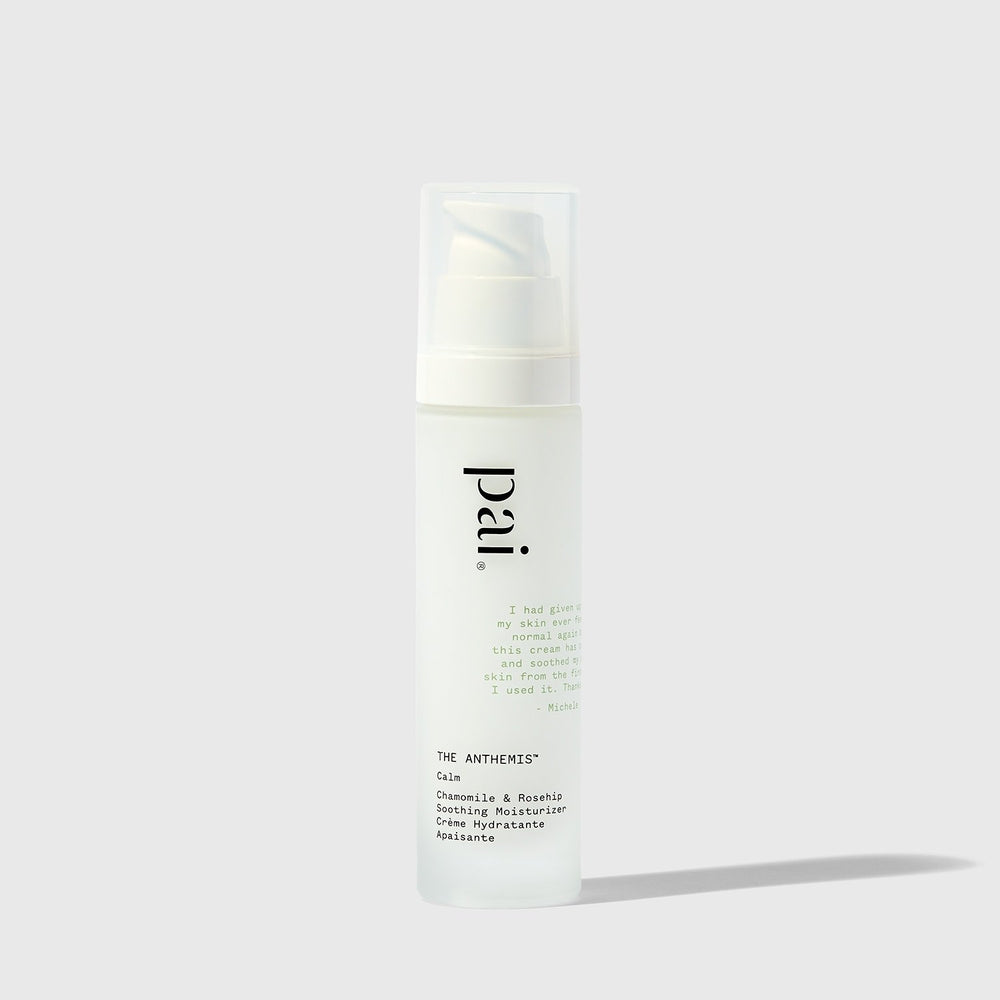 pai®
I had given
my skin ever
normal again
this cream has
and soothed my
skin from the
I used it.
- Michele
THE ANTHEMIS™
Calm
Chamomile & Rosehip
Soothing Moisturizer
Crème Hydratante
Apaisante